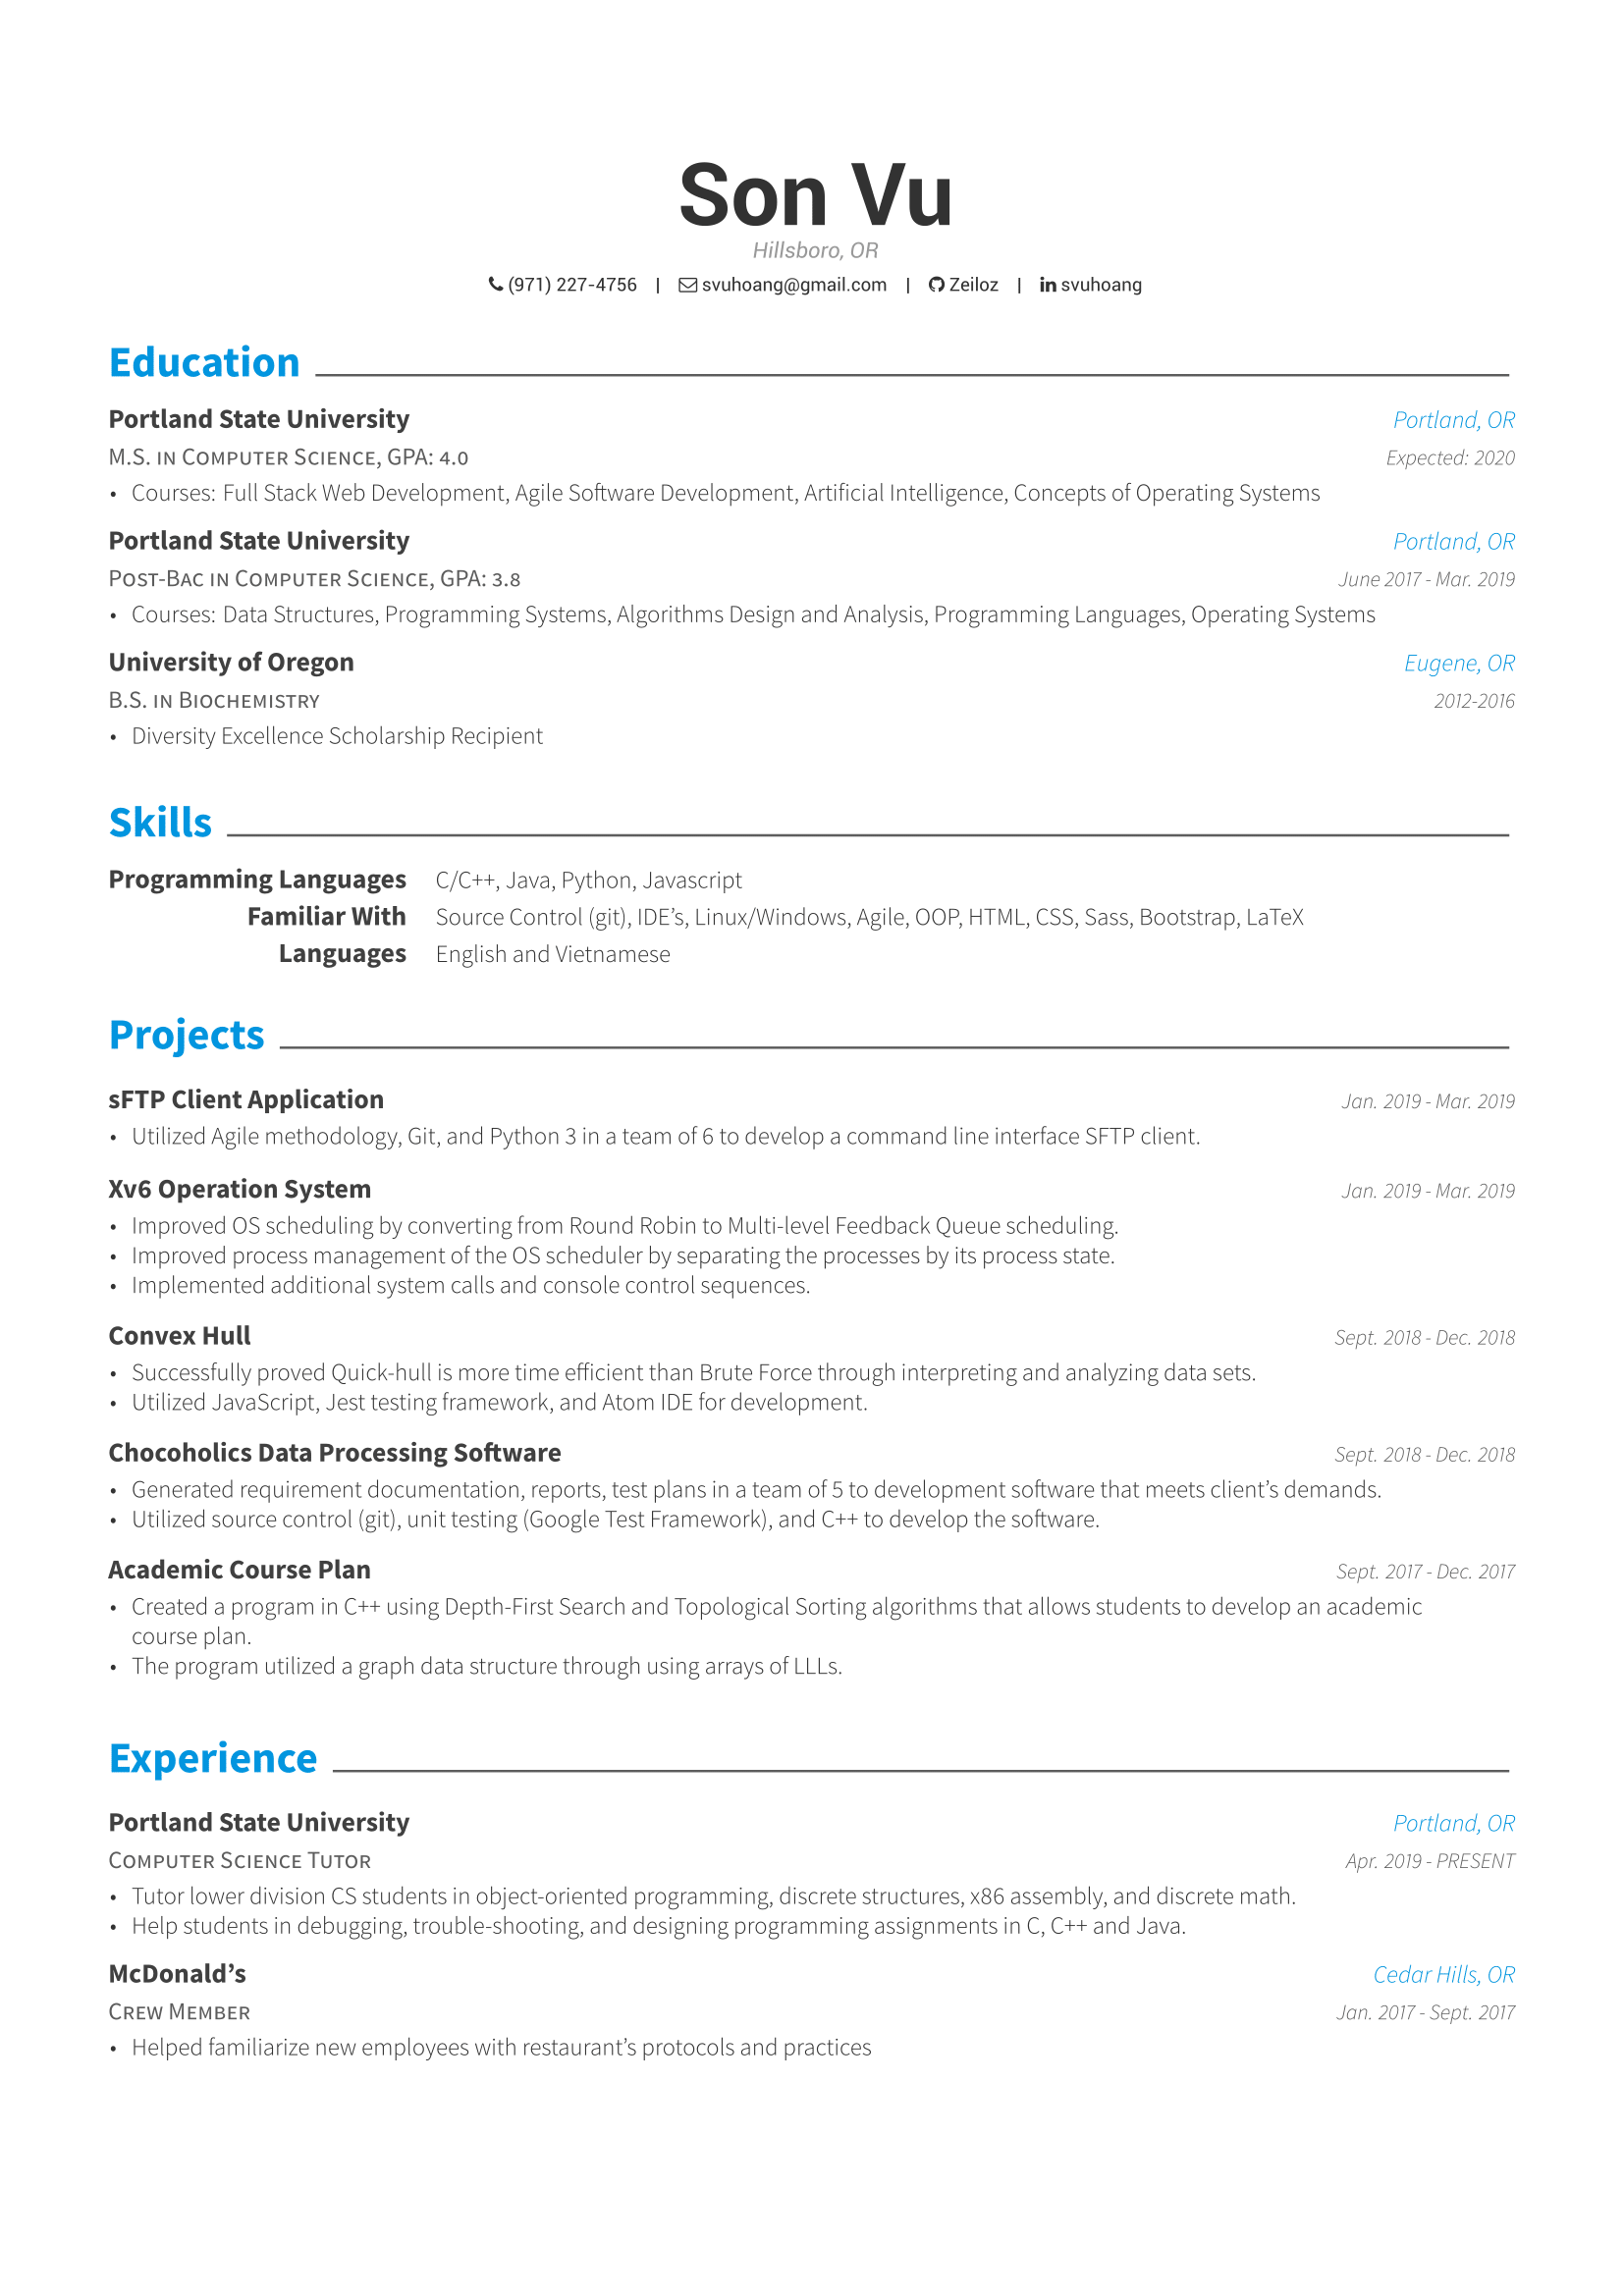 Son Vu
Hillsboro, OR
(971) 227-4756 | svuhoang@gmail.com | Zeiloz | svuhoang
Education
Portland State University Portland, OR
M.S. in Computer Science, GPA: 4.0 Expected: 2020
• Courses: Full Stack Web Development, Agile Software Development, Artificial Intelligence, Concepts of Operating Systems
Portland State University Portland, OR
Post-Bac in Computer Science, GPA: 3.8 June 2017 - Mar. 2019
• Courses: Data Structures, Programming Systems, Algorithms Design and Analysis, Programming Languages, Operating Systems
University of Oregon Eugene, OR
B.S. in Biochemistry 2012-2016
• Diversity Excellence Scholarship Recipient
Skills
Programming Languages C/C++, Java, Python, Javascript
Familiar With Source Control (git), IDE’s, Linux/Windows, Agile, OOP, HTML, CSS, Sass, Bootstrap, LaTeX
Languages English and Vietnamese
Projects
sFTP Client Application Jan. 2019 - Mar. 2019
• Utilized Agile methodology, Git, and Python 3 in a team of 6 to develop a command line interface SFTP client.
Xv6 Operation System Jan. 2019 - Mar. 2019
• Improved OS scheduling by converting from Round Robin to Multi-level Feedback Queue scheduling.
• Improved process management of the OS scheduler by separating the processes by its process state.
• Implemented additional system calls and console control sequences.
Convex Hull Sept. 2018 - Dec. 2018
• Successfully proved Quick-hull is more time efficient than Brute Force through interpreting and analyzing data sets.
• Utilized JavaScript, Jest testing framework, and Atom IDE for development.
Chocoholics Data Processing Software Sept. 2018 - Dec. 2018
• Generated requirement documentation, reports, test plans in a team of 5 to development software that meets client’s demands.
• Utilized source control (git), unit testing (Google Test Framework), and C++ to develop the software.
Academic Course Plan Sept. 2017 - Dec. 2017
• Created a program in C++ using Depth-First Search and Topological Sorting algorithms that allows students to develop an academic
course plan.
• The program utilized a graph data structure through using arrays of LLLs.
Experience
Portland State University Portland, OR
Computer Science Tutor Apr. 2019 - PRESENT
• Tutor lower division CS students in object-oriented programming, discrete structures, x86 assembly, and discrete math.
• Help students in debugging, trouble-shooting, and designing programming assignments in C, C++ and Java.
McDonald’s Cedar Hills, OR
Crew Member Jan. 2017 - Sept. 2017
• Helped familiarize new employees with restaurant’s protocols and practices